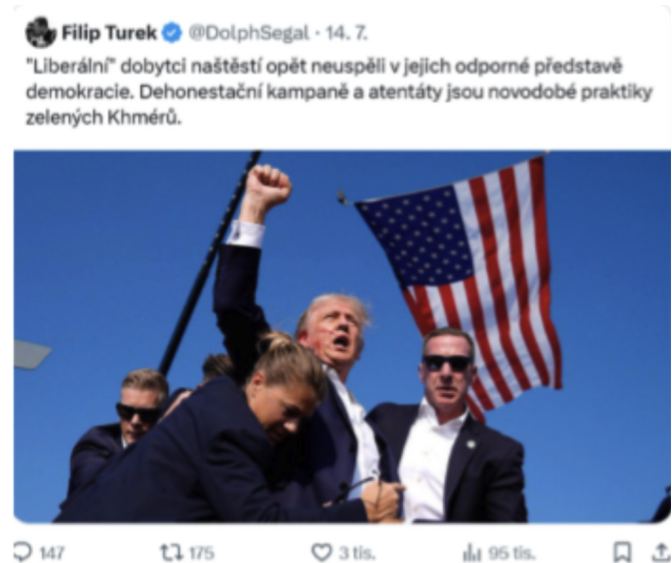 Filip Turek @DolphSegal · 14. 7.
"Liberální" dobytci naštěstí opět neuspěli v jejich odporné představě
demokracie. Dehonestační kampaně a atentáty jsou novodobé praktiky
zelených Khmérů.
147 175 3 tis. 95 tis.